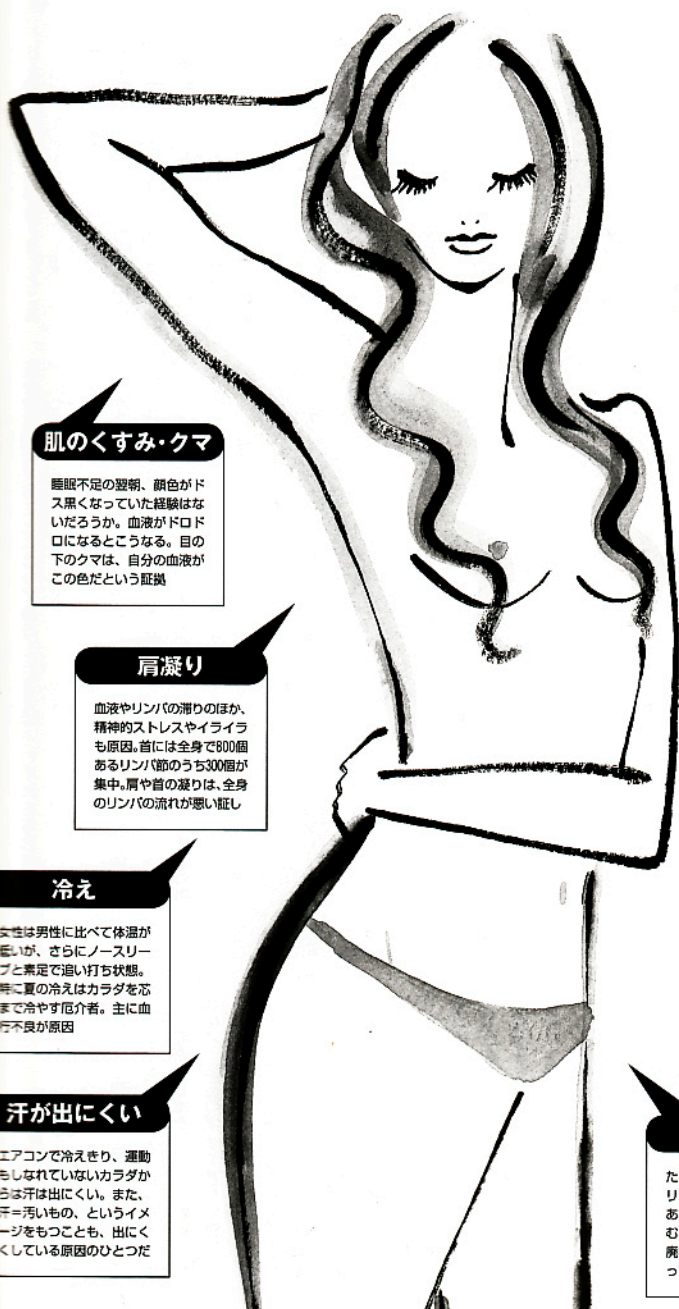 肌のくすみ・クマ
睡眠不足の翌朝、顔色がド
ス黒くなっていた経験はな
いだろうか。血液がドロド
ロになるとこうなる。目の
下のクマは、自分の血液が
この色だという証拠
肩凝り
血液やリンパの滞りのほか、
精神的ストレスやイライラ
も原因。首には全身で800個
あるリンパ節のうち300個が
集中。肩や首の凝りは、全身
のリンパの流れが悪い証し
冷え
女性は男性に比べて体温が
低いが、さらにノースリー
ブと素足で追い打ち状態。
特に夏の冷えはカラダを芯
まで冷やす厄介者。主に血
行不良が原因
汗が出にくい
エアコンで冷えきり、運動
もしなれていないカラダか
らは汗は出にくい。また、
汗=汚いもの、というイメ
ージをもつことも、出にく
くしている原因のひとつだ
た
リ
あ
む
廃
っ